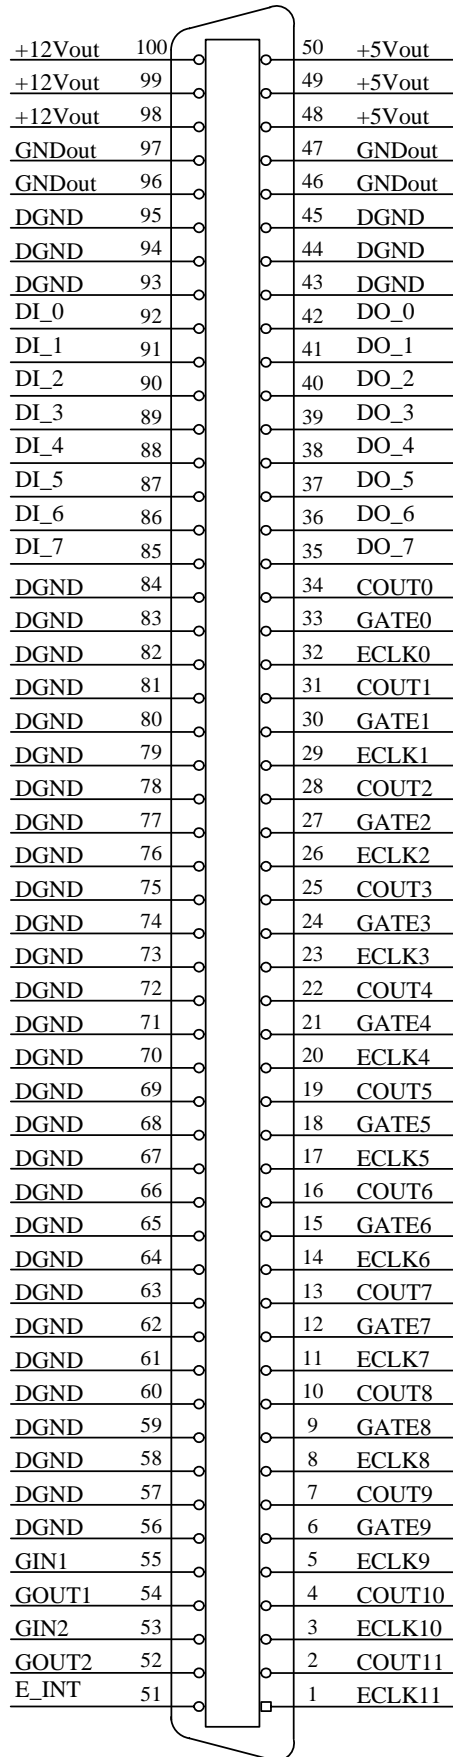 +12Vout 100 50 +5Vout
+12Vout 99 49 +5Vout
+12Vout 98 48 +5Vout
GNDout 97 47 GNDout
GNDout 96 46 GNDout
DGND 95 45 DGND
DGND 94 44 DGND
DGND 93 43 DGND
DI_0 92 42 DO_0
DI_1 91 41 DO_1
DI_2 90 40 DO_2
DI_3 89 39 DO_3
DI_4 88 38 DO_4
DI_5 87 37 DO_5
DI_6 86 36 DO_6
DI_7 85 35 DO_7
DGND 84 34 COUT0
DGND 83 33 GATE0
DGND 82 32 ECLK0
DGND 81 31 COUT1
DGND 80 30 GATE1
DGND 79 29 ECLK1
DGND 78 28 COUT2
DGND 77 27 GATE2
DGND 76 26 ECLK2
DGND 75 25 COUT3
DGND 74 24 GATE3
DGND 73 23 ECLK3
DGND 72 22 COUT4
DGND 71 21 GATE4
DGND 70 20 ECLK4
DGND 69 19 COUT5
DGND 68 18 GATE5
DGND 67 17 ECLK5
DGND 66 16 COUT6
DGND 65 15 GATE6
DGND 64 14 ECLK6
DGND 63 13 COUT7
DGND 62 12 GATE7
DGND 61 11 ECLK7
DGND 60 10 COUT8
DGND 59 9 GATE8
DGND 58 8 ECLK8
DGND 57 7 COUT9
DGND 56 6 GATE9
GIN1 55 5 ECLK9
GOUT1 54 4 COUT10
GIN2 53 3 ECLK10
GOUT2 52 2 COUT11
E_INT 51 1 ECLK11